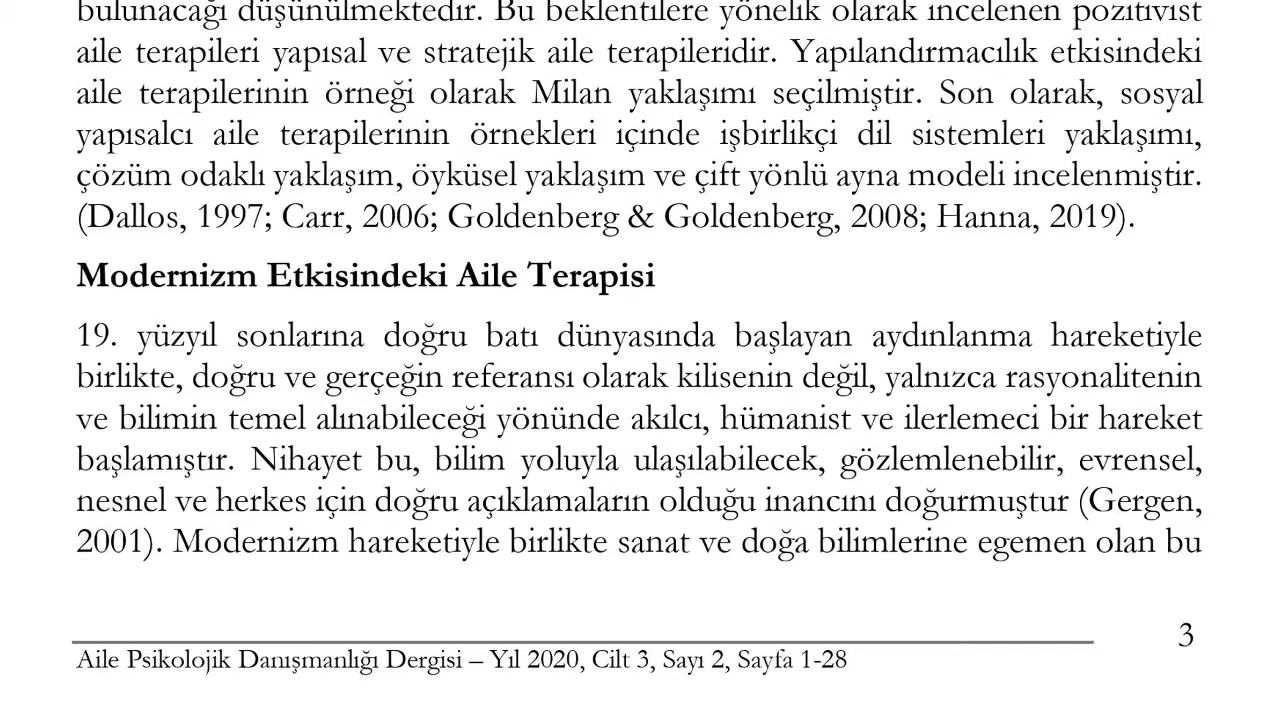 bulunacağı düşünülmektedir. Bu beklentilere yönelik olarak incelenen pozitivist
aile terapileri yapısal ve stratejik aile terapileridir. Yapılandırmacılık etkisindeki
aile terapilerinin örneği olarak Milan yaklaşımı seçilmiştir. Son olarak, sosyal
yapısalcı aile terapilerinin örnekleri içinde işbirlikçi dil sistemleri yaklaşımı,
çözüm odaklı yaklaşım, öyküsel yaklaşım ve çift yönlü ayna modeli incelenmiştir.
(Dallos, 1997; Carr, 2006; Goldenberg & Goldenberg, 2008; Hanna, 2019).
Modernizm Etkisindeki Aile Terapisi
19. yüzyıl sonlarına doğru batı dünyasında başlayan aydınlanma hareketiyle
birlikte, doğru ve gerçeğin referansı olarak kilisenin değil, yalnızca rasyonalitenin
ve bilimin temel alınabileceği yönünde akılcı, hümanist ve ilerlemeci bir hareket
başlamıştır. Nihayet bu, bilim yoluyla ulaşılabilecek, gözlemlenebilir, evrensel,
nesnel ve herkes için doğru açıklamaların olduğu inancını doğurmuştur (Gergen,
2001). Modernizm hareketiyle birlikte sanat ve doğa bilimlerine egemen olan bu
3
Aile Psikolojik Danışmanlığı Dergisi – Yıl 2020, Cilt 3, Sayı 2, Sayfa 1-28